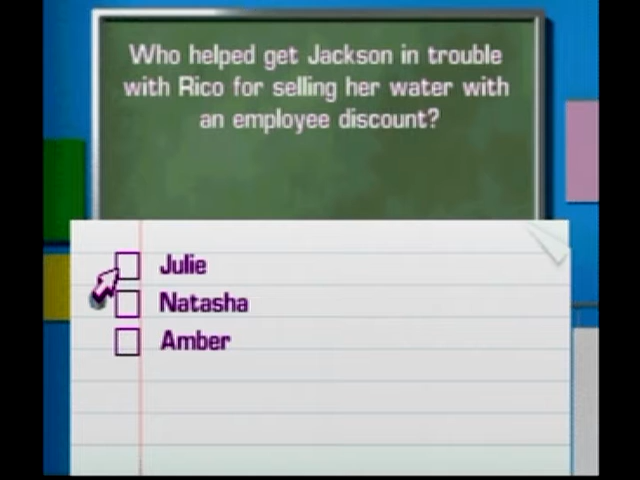 Who helped get Jackson in trouble
with Rico for selling her water with
an employee discount?
Julie
Natasha
Amber